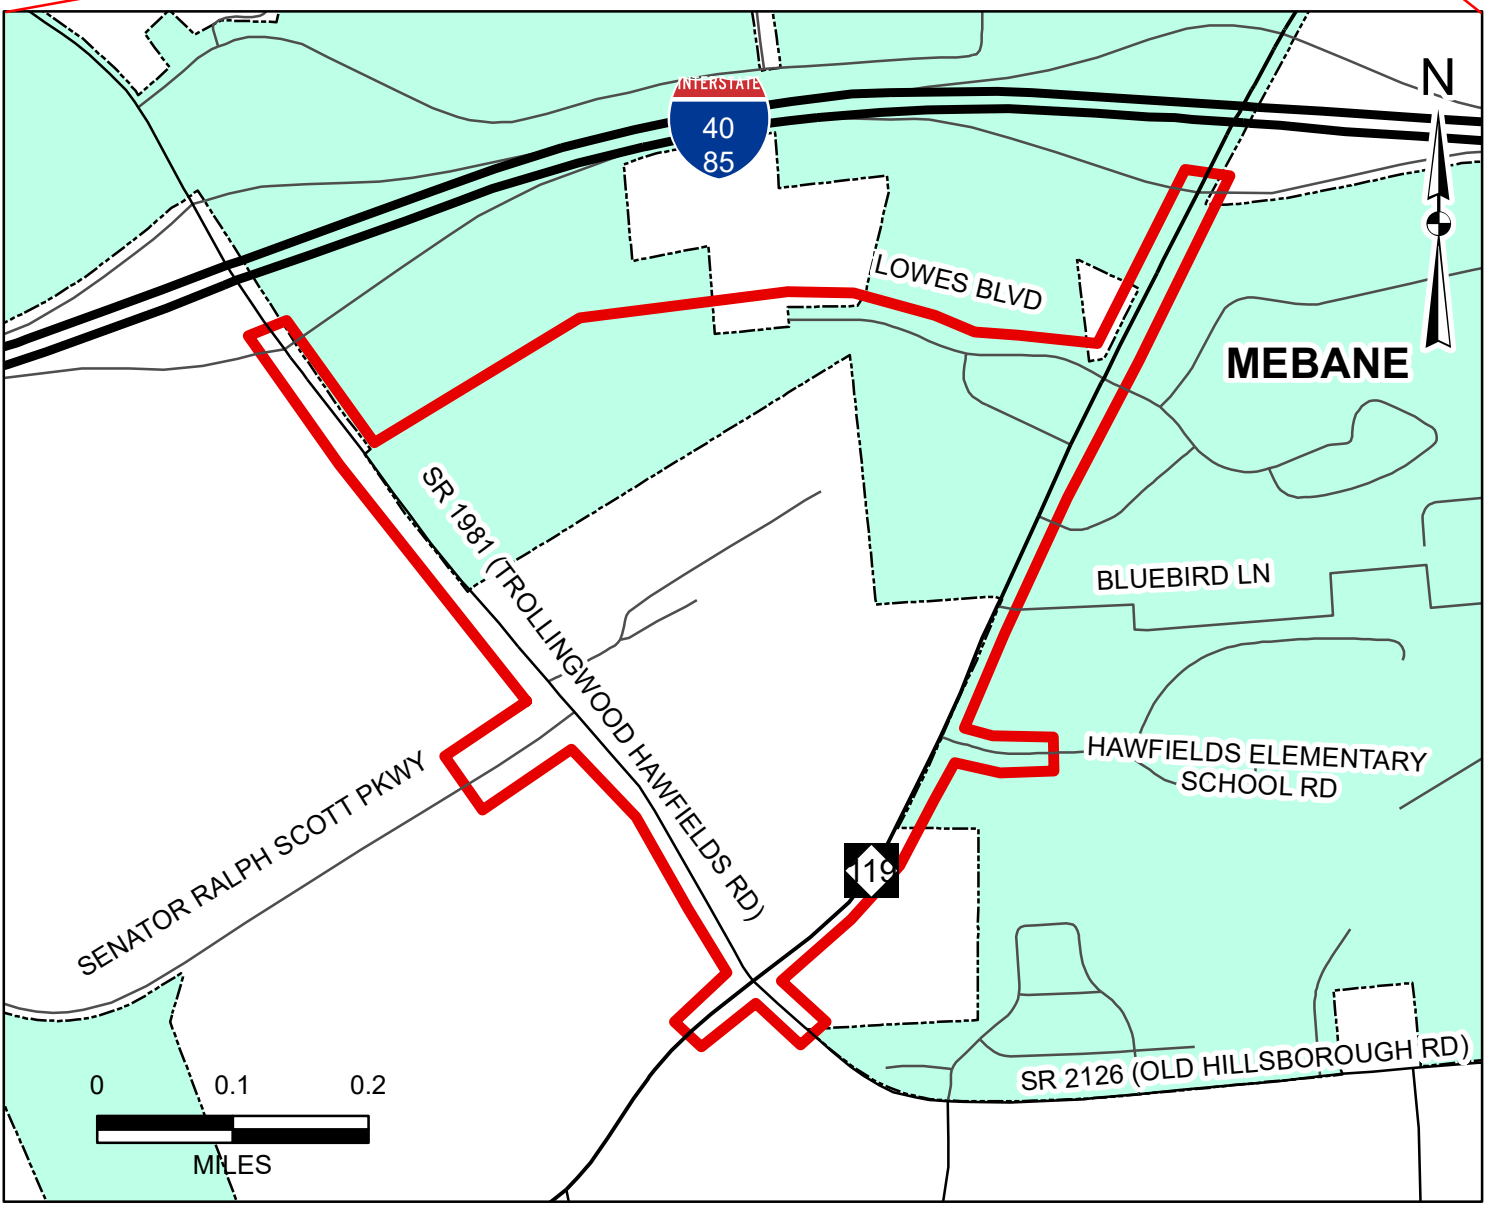 INTERSTATE
40
85
N
LOWES BLVD
MEBANE
SR 1981 (TROLLINGWOOD HAWFIELDS RD)
BLUEBIRD LN
HAWFIELDS ELEMENTARY
SCHOOL RD
SENATOR RALPH SCOTT PKWY
119
SR 2126 (OLD HILLSBOROUGH RD)
0 0.1 0.2
MILES